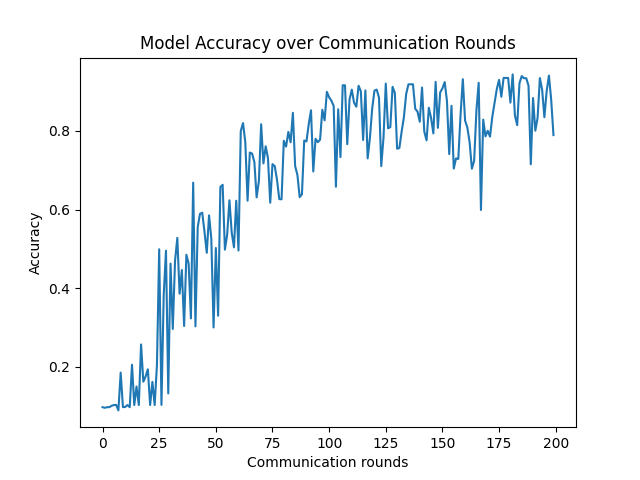 Model Accuracy over Communication Rounds
Accuracy
0.8
0.6
0.4
0.2
0 25 50 75 100 125 150 175 200
Communication rounds